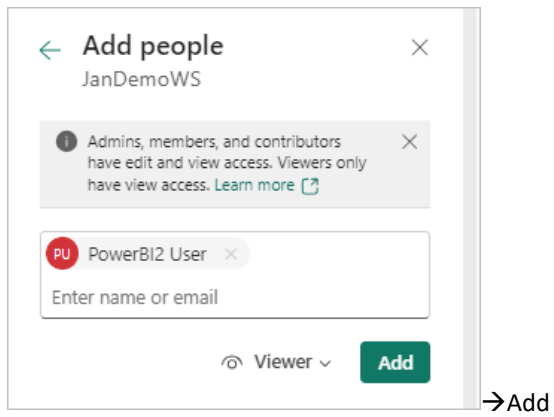 Add people
JanDemoWS
Admins, members, and contributors
have edit and view access. Viewers only
have view access. Learn more
PU PowerBI2 User
Enter name or email
Viewer Add
→Add